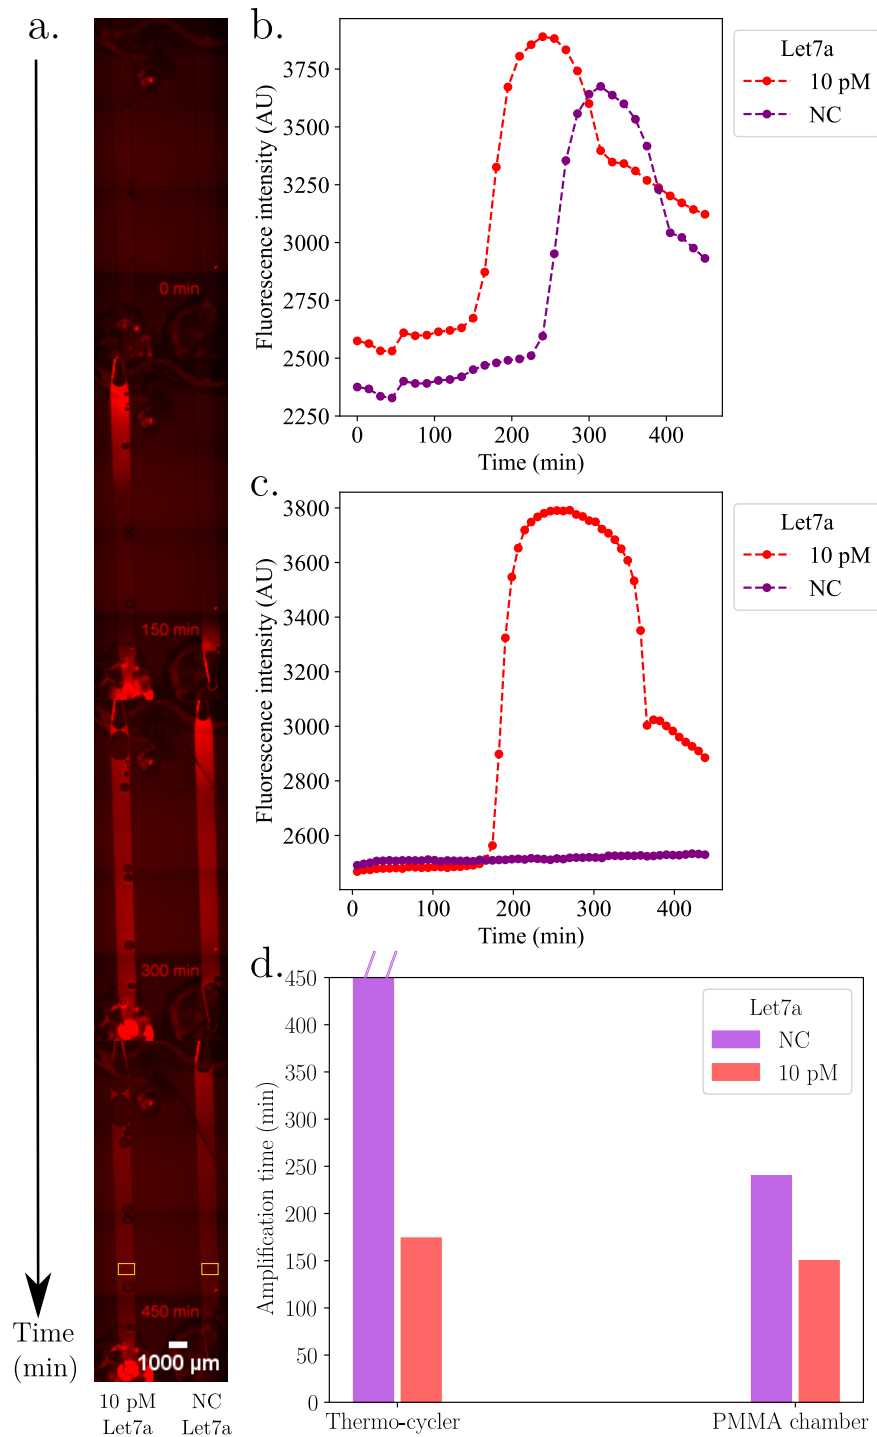 a.
0 min
150 min
300 min
450 min
1000 µm
Time
(min)
10 pM
Let7a
NC
Let7a
b.
Fluorescence intensity (AU)
3750
3500
3250
3000
2750
2500
2250
0
100
200
300
400
Time (min)
Let7a
10 pM
NC
c.
Fluorescence intensity (AU)
3800
3600
3400
3200
3000
2800
2600
0
100
200
300
400
Time (min)
Let7a
10 pM
NC
d.
Amplification time (min)
450
400
350
300
250
200
150
100
50
0
Thermo-cycler
PMMA chamber
Let7a
NC
10 pM